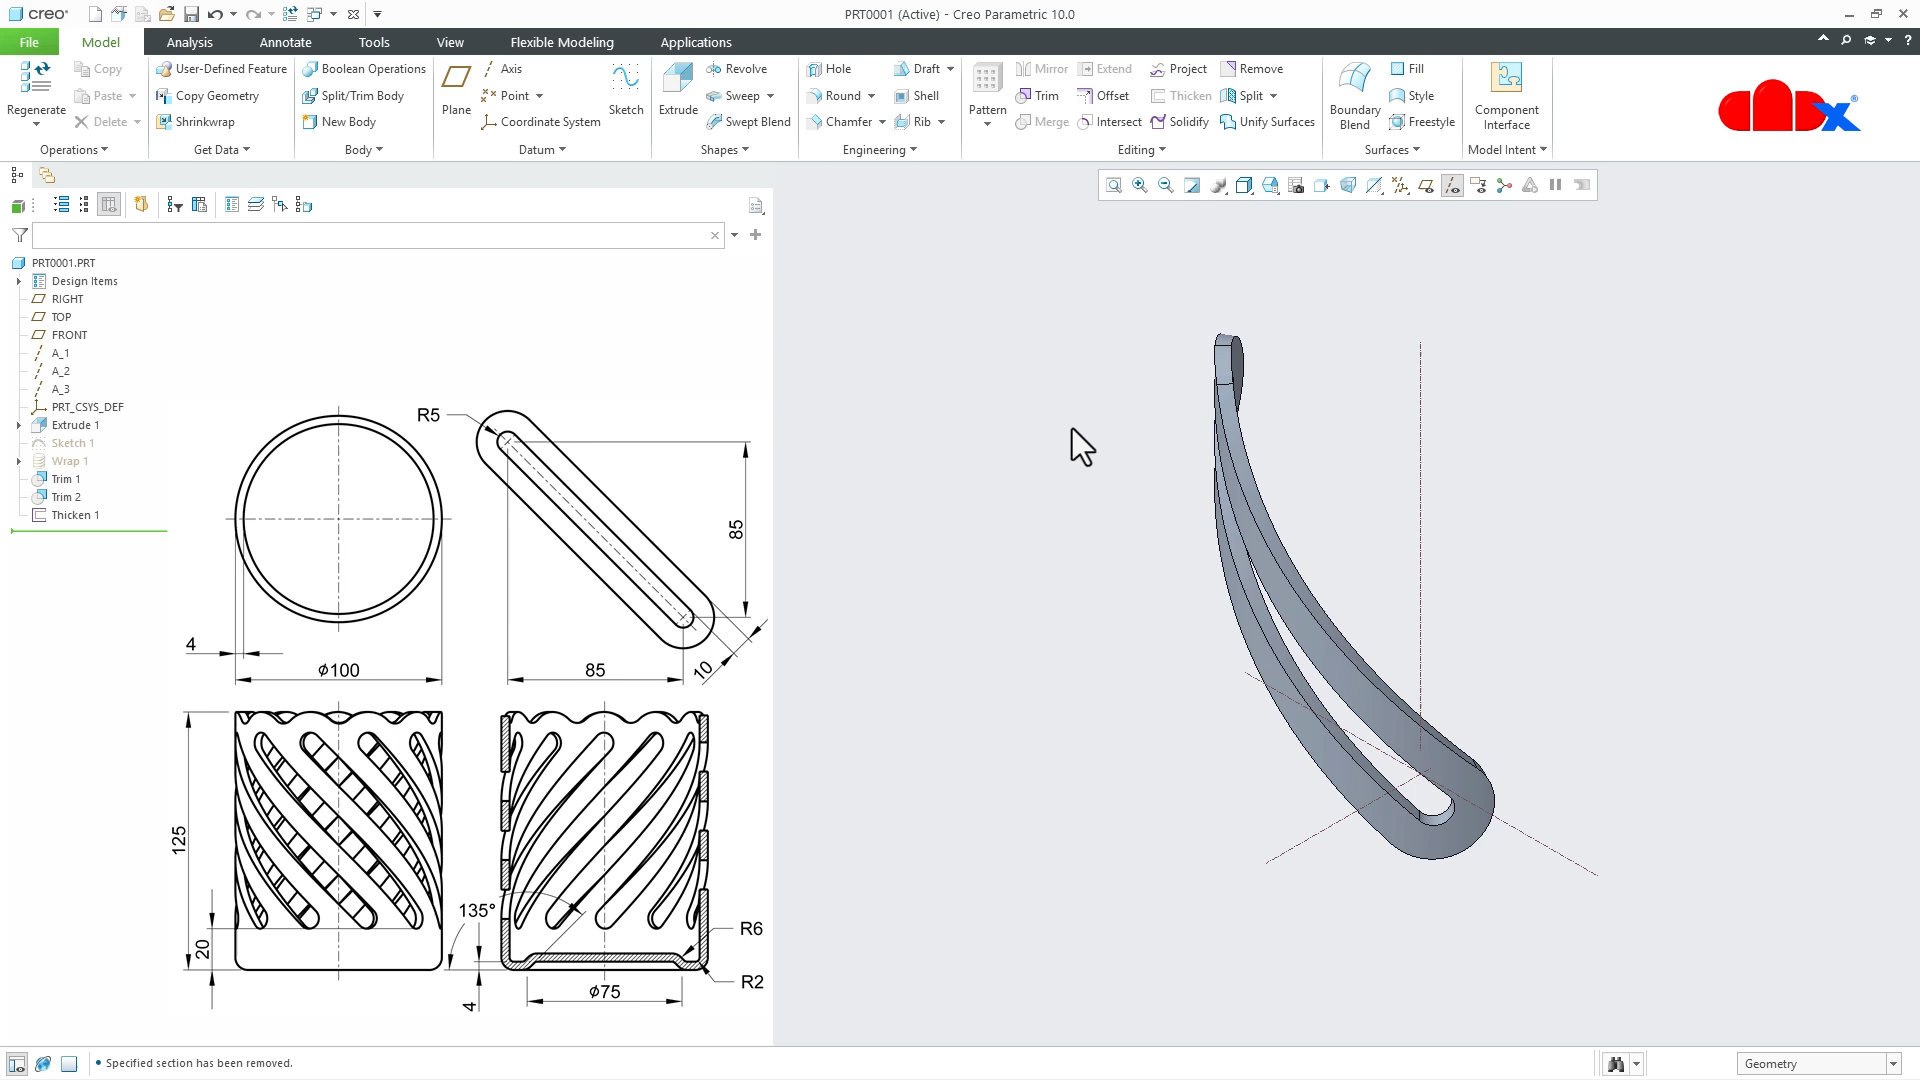 creo
PRT0001 (Active) - Creo Parametric 10.0
File Model Analysis Annotate Tools View Flexible Modeling Applications
Regenerate
Copy
Paste
Delete
Operations
User-Defined Feature
Copy Geometry
Shrinkwrap
Get Data
Boolean Operations
Split/Trim Body
New Body
Body
Plane
Axis
Point
Coordinate System
Sketch
Datum
Extrude
Revolve
Sweep
Swept Blend
Shapes
Hole
Round
Chamfer
Draft
Shell
Rib
Engineering
Pattern
Mirror
Trim
Merge
Extend
Offset
Intersect
Project
Thicken
Solidify
Remove
Split
Unify Surfaces
Editing
Boundary
Blend
Fill
Style
Freestyle
Surfaces
Component
Interface
Model Intent
PRT0001.PRT
Design Items
RIGHT
TOP
FRONT
A_1
A_2
A_3
PRT_CSYS_DEF
Extrude 1
Sketch 1
Wrap 1
Trim 1
Trim 2
Thicken 1
R5
85
4
ϕ100
85
10
125
20
135°
R6
R2
ϕ75
4
• Specified section has been removed.
Geometry